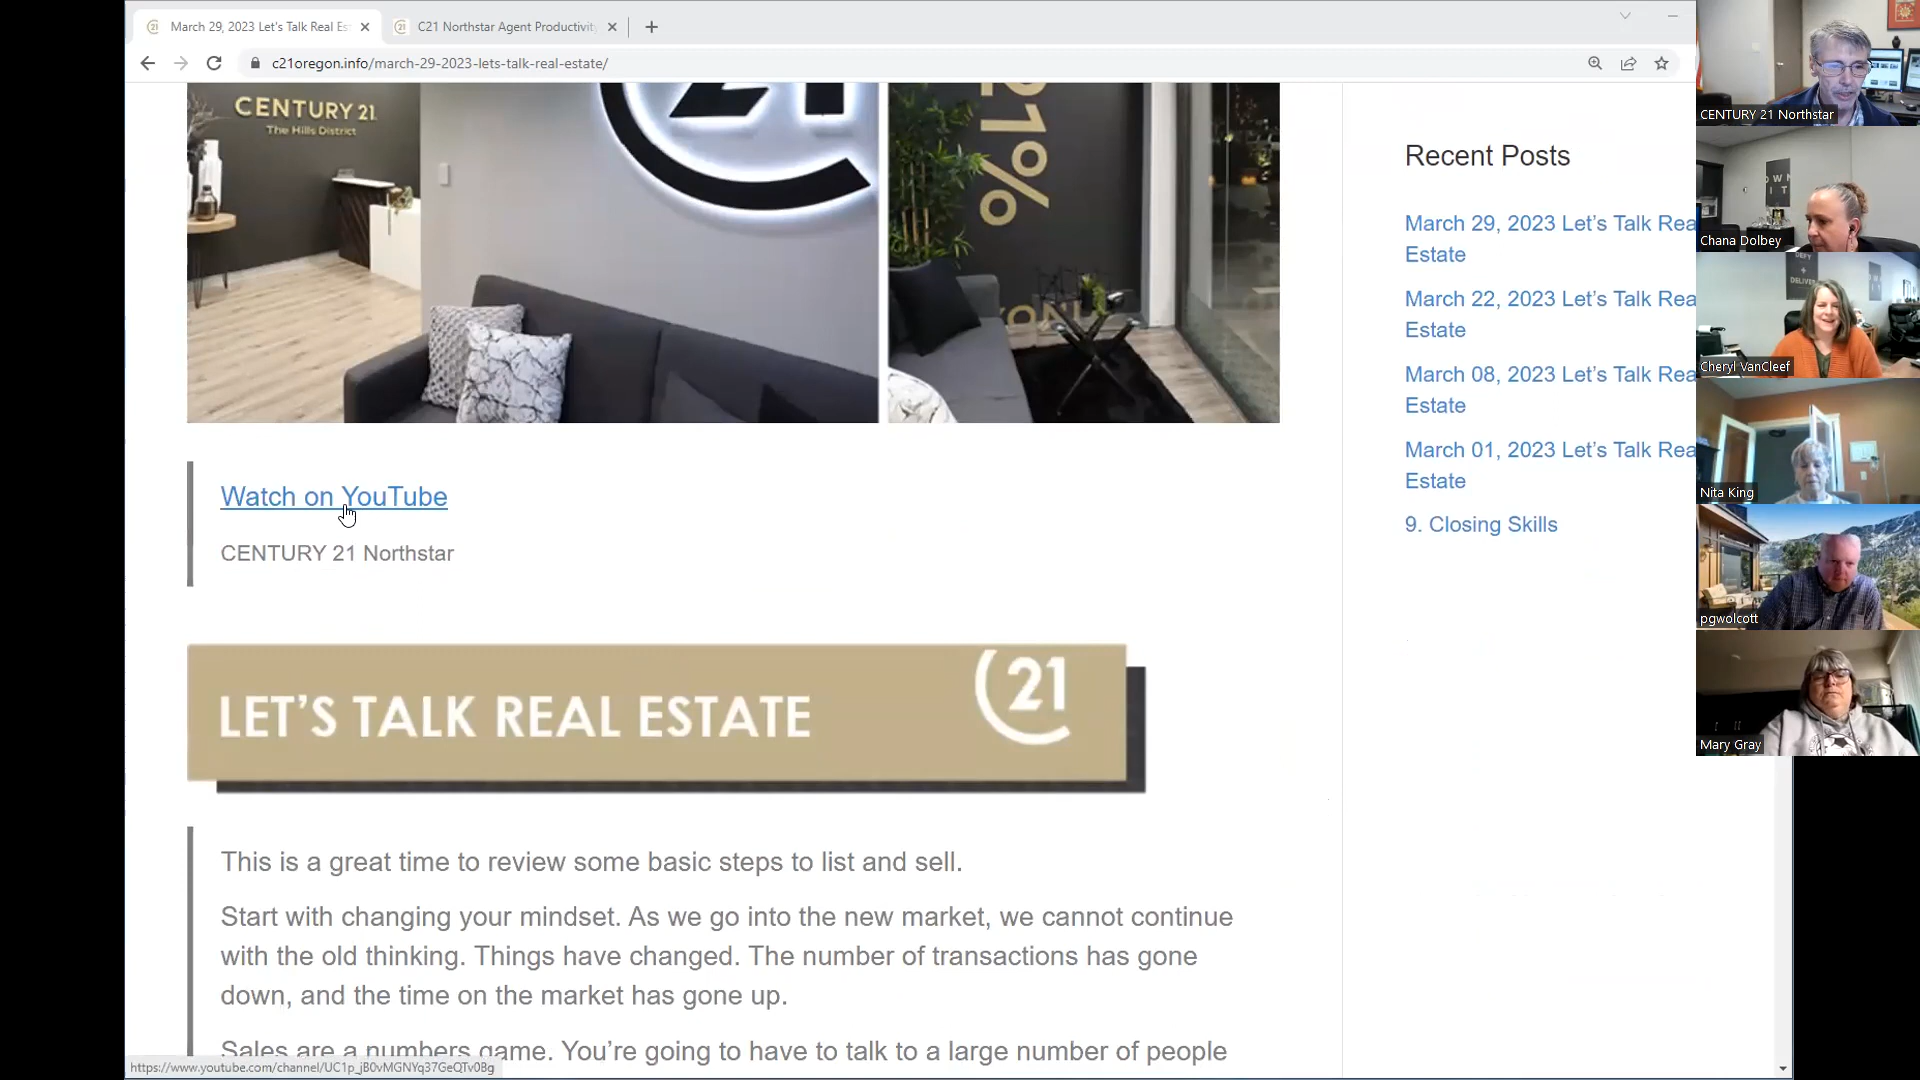 March 29, 2023 Let's Talk Real Es
C21 Northstar Agent Productivity
c21oregon.info/march-29-2023-lets-talk-real-estate/
CENTURY 21
The Hills District
21
21%
Watch on YouTube
CENTURY 21 Northstar
LET'S TALK REAL ESTATE
21
This is a great time to review some basic steps to list and sell.
Start with changing your mindset. As we go into the new market, we cannot continue
with the old thinking. Things have changed. The number of transactions has gone
down, and the time on the market has gone up.
Sales are a numbers game. You're going to have to talk to a large number of people
Recent Posts
March 29, 2023 Let's Talk Rea
Estate
March 22, 2023 Let's Talk Rea
Estate
March 08, 2023 Let's Talk Rea
Estate
March 01, 2023 Let's Talk Rea
Estate
9. Closing Skills
CENTURY 21 Northstar
Chana Dolbey
DEFY
+
DELIVER
Cheryl VanCleef
Nita King
pgwolcott
Mary Gray